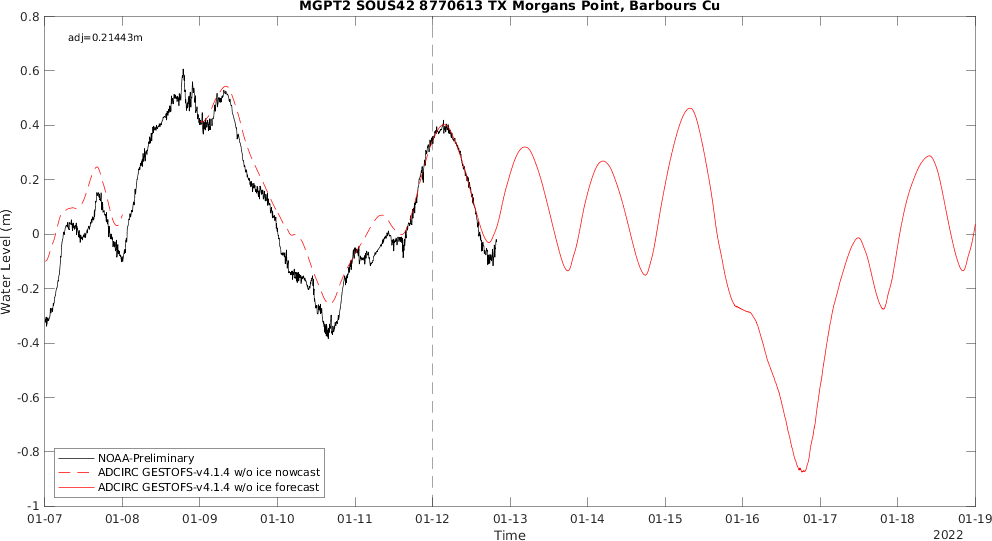 MGPT2 SOUS42 8770613 TX Morgans Point, Barbours Cu
adj=0.21443m
0.8
0.6
0.4
0.2
0
-0.2
-0.4
-0.6
-0.8
-1
Water Level (m)
NOAA-Preliminary
ADCIRC GESTOFS-v4.1.4 w/o ice nowcast
ADCIRC GESTOFS-v4.1.4 w/o ice forecast
01-07 01-08 01-09 01-10 01-11 01-12 01-13 01-14 01-15 01-16 01-17 01-18 01-19
Time
2022